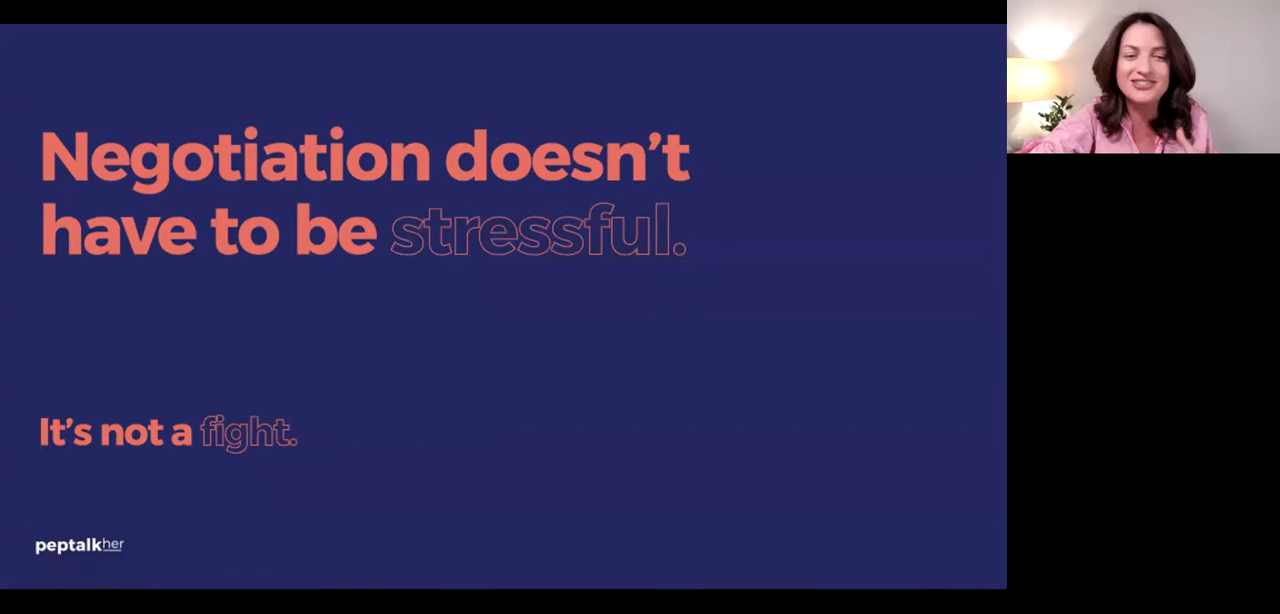 Negotiation doesn’t
have to be stressful.
It’s not a fight.
peptalkher